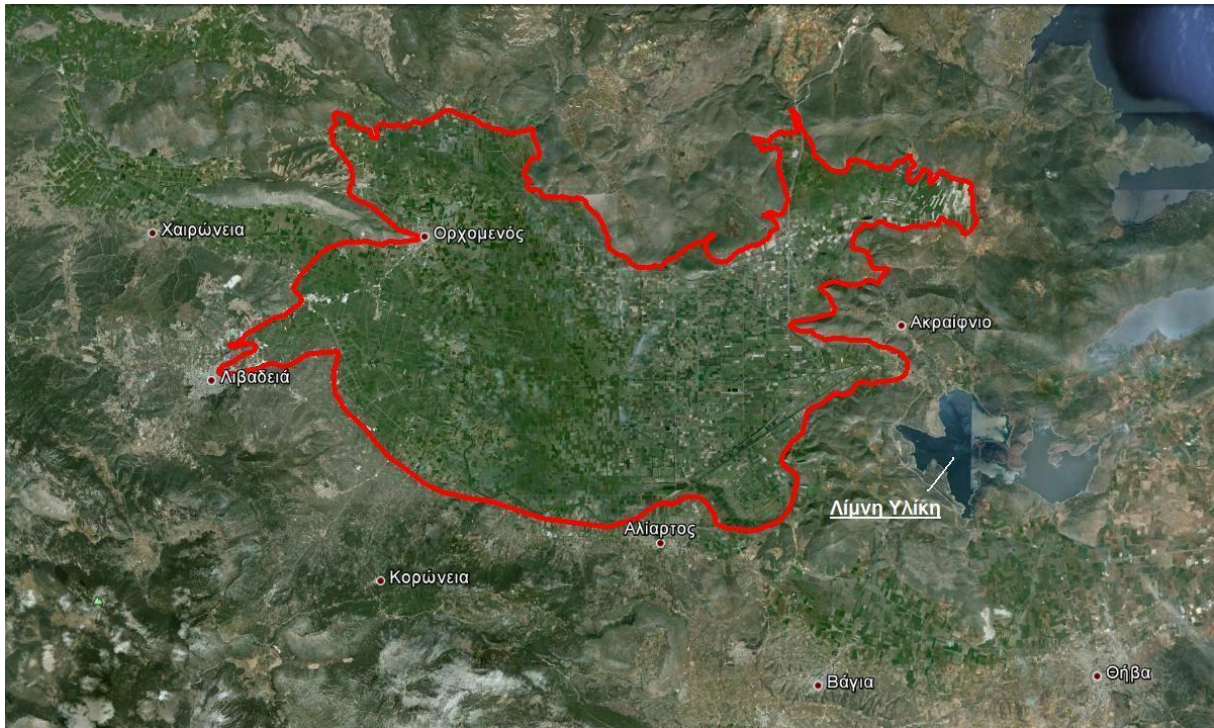 Χαιρώνεια
Ορχομενός
Ακραίφνιο
Λιβαδειά
Λίμνη Υλίκη
Αλίαρτος
Κορώνεια
Βάγια
Θήβα